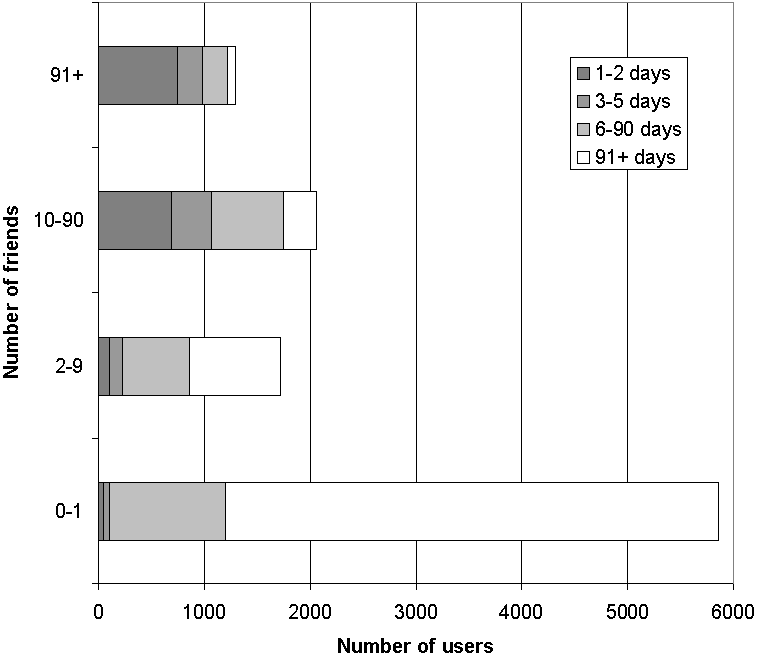 91+
10-90
2-9
0-1
Number of friends
1-2 days
3-5 days
6-90 days
91+ days
0 1000 2000 3000 4000 5000 6000
Number of users